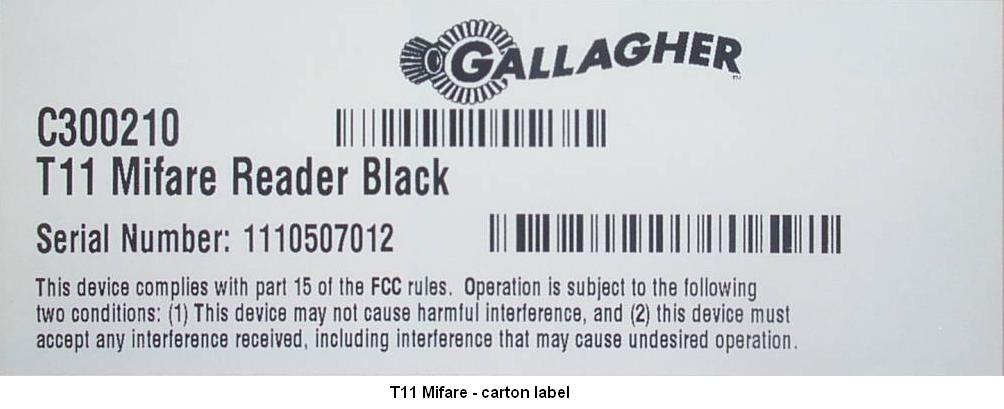 GALLAGHER™
C300210
T11 Mifare Reader Black
Serial Number: 1110507012
This device complies with part 15 of the FCC rules. Operation is subject to the following
two conditions: (1) This device may not cause harmful interference, and (2) this device must
accept any interference received, including interference that may cause undesired operation.
T11 Mifare - carton label